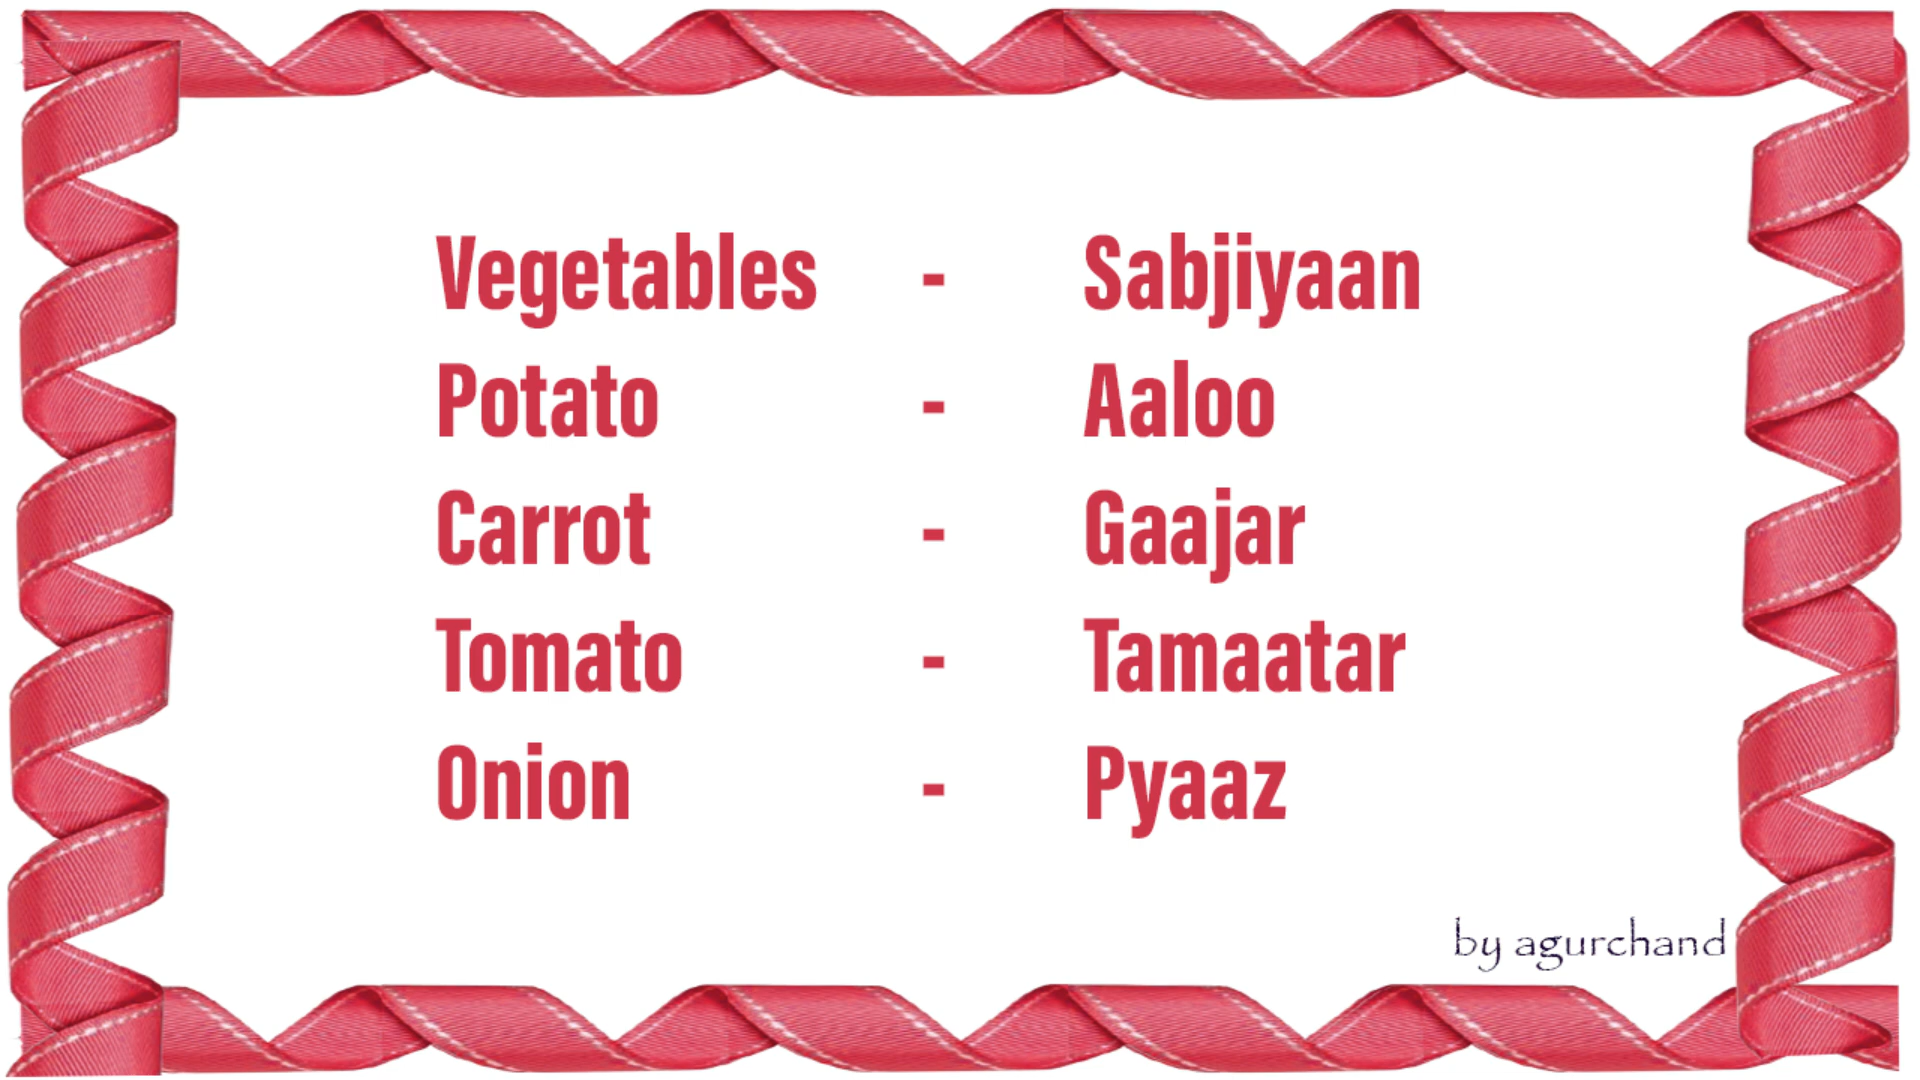 Vegetables - Sabjiyaan
Potato - Aaloo
Carrot - Gaajar
Tomato - Tamaatar
Onion - Pyaaz
by agurchand